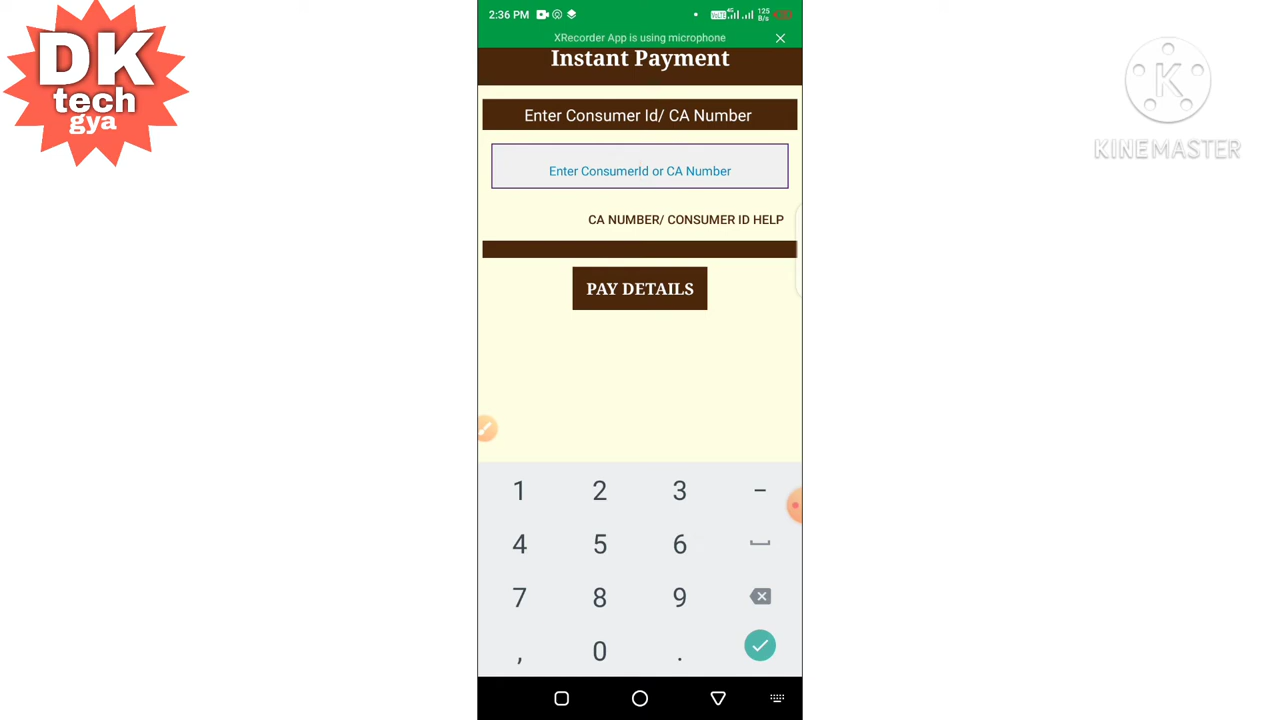 DK
tech
gya
2:36 PM
125
B/s
XRecorder App is using microphone
Instant Payment
Enter Consumer Id/ CA Number
Enter ConsumerId or CA Number
CA NUMBER/ CONSUMER ID HELP
PAY DETAILS
1 2 3 -
4 5 6
7 8 9
, 0 .
K
KINEMASTER